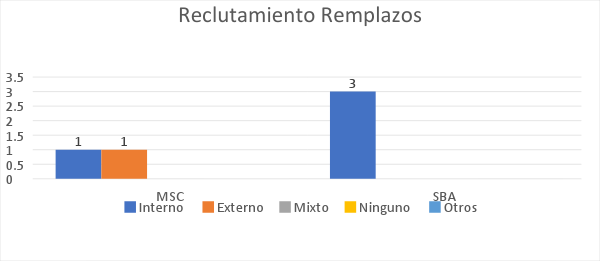 Reclutamiento Remplazos
3.5
3
2.5
2
1.5
1
0.5
0
1 1 3
MSC SBA
Interno Externo Mixto Ninguno Otros